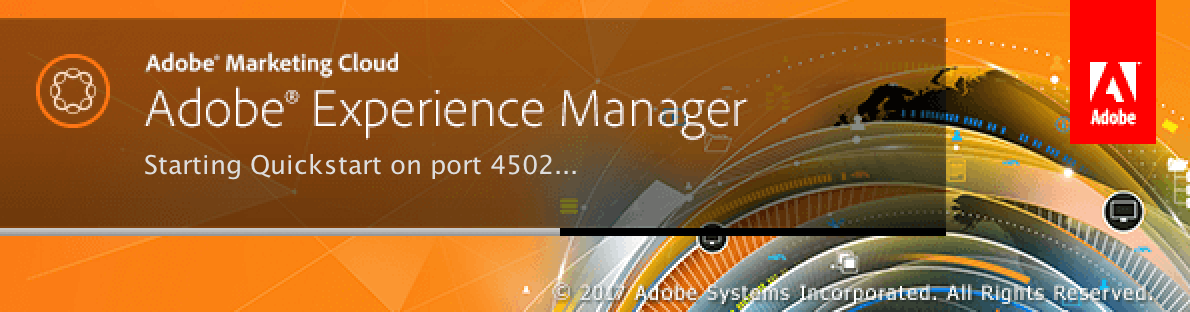 Adobe® Marketing Cloud
Adobe® Experience Manager
Starting Quickstart on port 4502...
Adobe
© 2017 Adobe Systems Incorporated. All Rights Reserved.